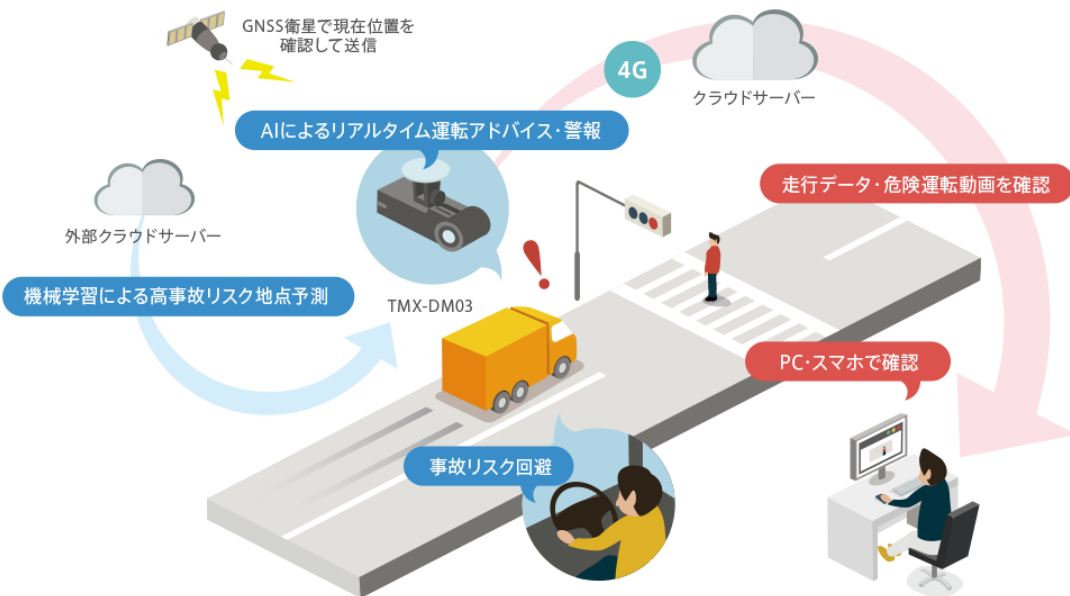 GNSS衛星で現在位置を
確認して送信
4G
クラウドサーバー
AIによるリアルタイム運転アドバイス・警報
走行データ・危険運転動画を確認
外部クラウドサーバー
機械学習による高事故リスク地点予測
TMX-DM03
PC・スマホで確認
事故リスク回避